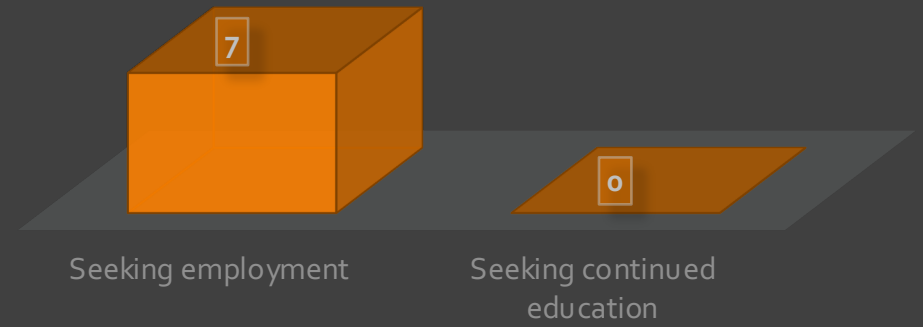 7
0
Seeking employment
Seeking continued
education